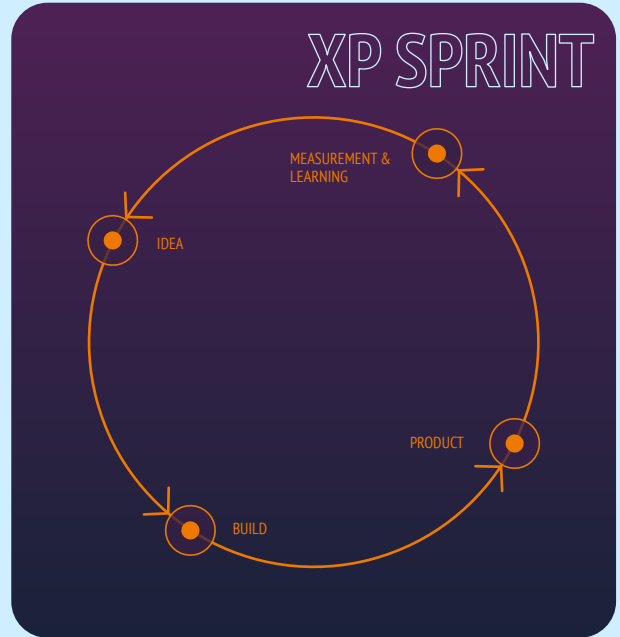 XP SPRINT
MEASUREMENT &
LEARNING
IDEA
PRODUCT
BUILD